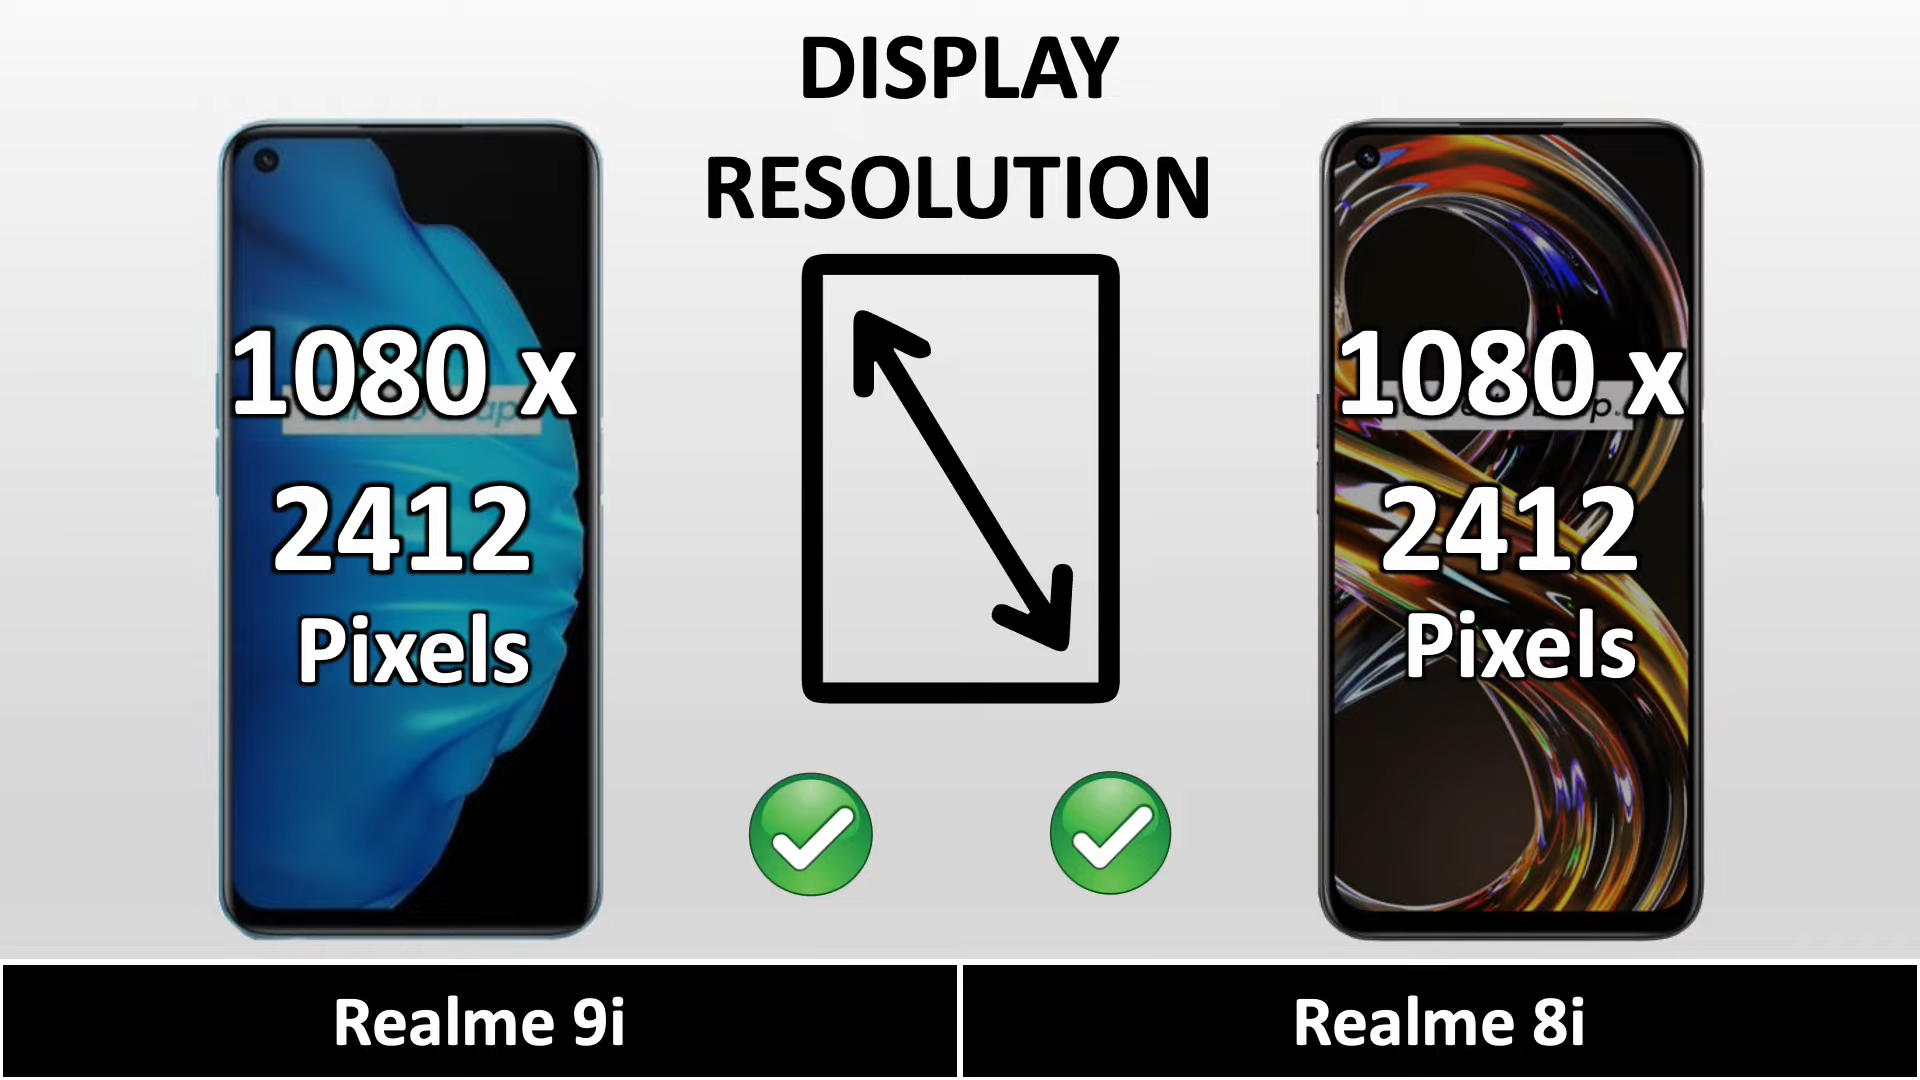 DISPLAY
RESOLUTION
1080 x
2412
Pixels
1080 x
2412
Pixels
Realme 9i
Realme 8i